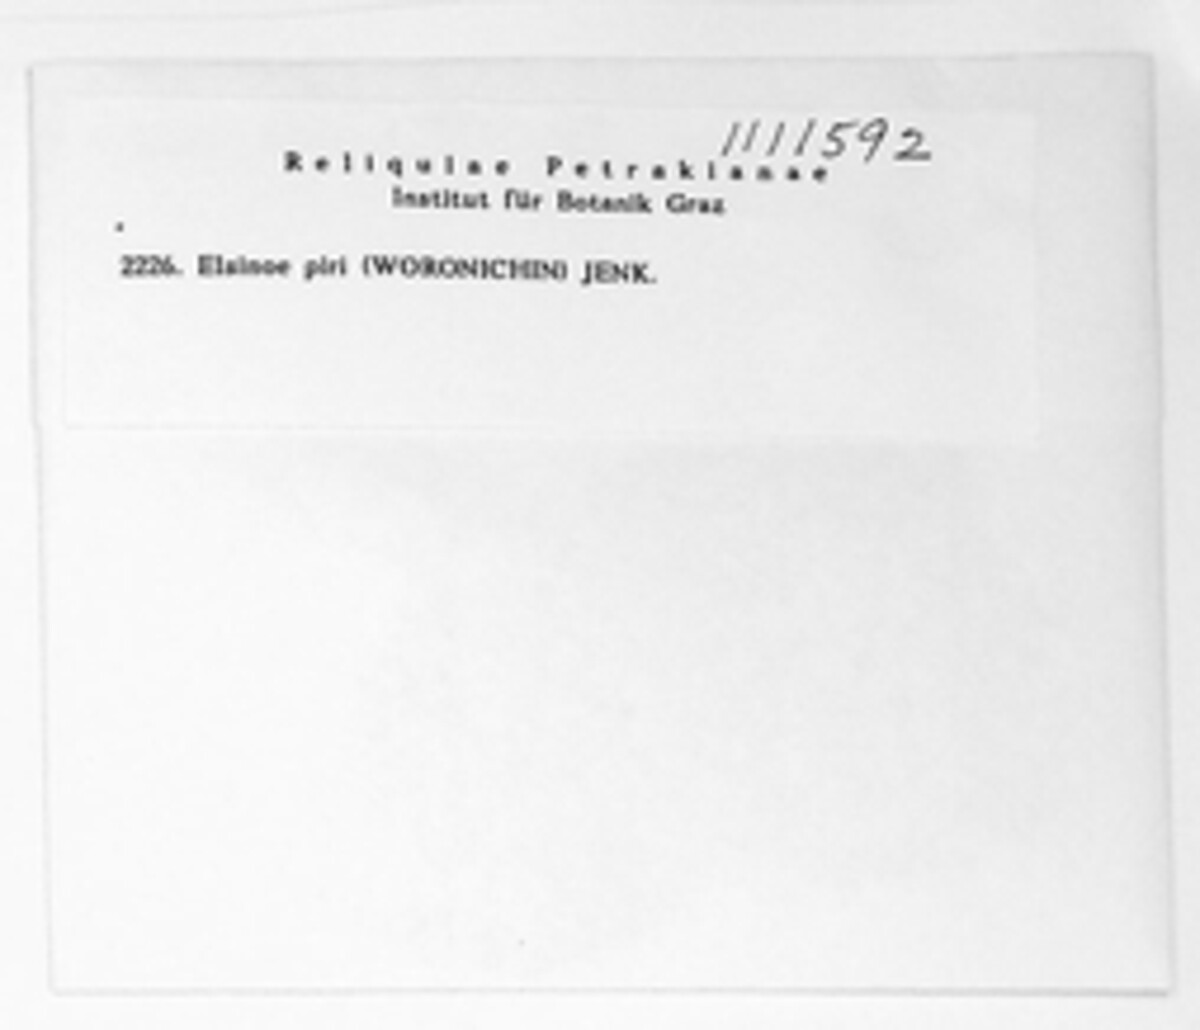 1111592
Reliquiae Petrakianae
Institut für Botanik Graz
2226. Elsinoe piri (WORONICHIN) JENK.